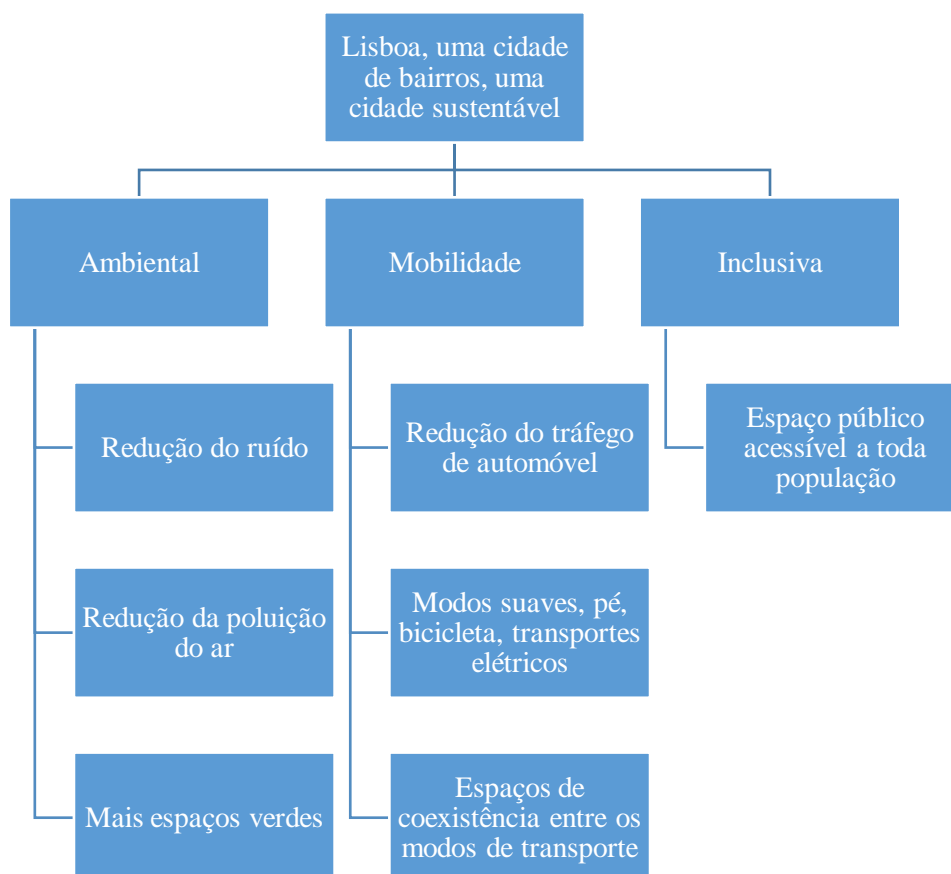 Lisboa, uma cidade
de bairros, uma
cidade sustentável
Ambiental
Mobilidade
Inclusiva
Redução do ruído
Redução do tráfego
de automóvel
Espaço público
acessível a toda
população
Redução da poluição
do ar
Modos suaves, pé,
bicicleta, transportes
elétricos
Mais espaços verdes
Espaços de
coexistência entre os
modos de transporte